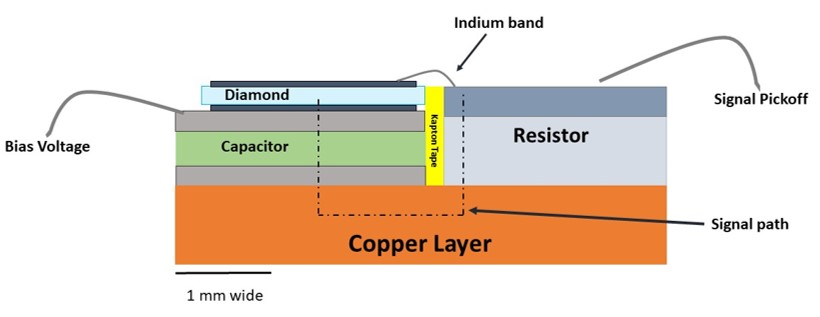 Indium band
Signal Pickoff
Diamond
Bias Voltage
Capacitor
Kapton Tape
Resistor
Signal path
Copper Layer
1 mm wide